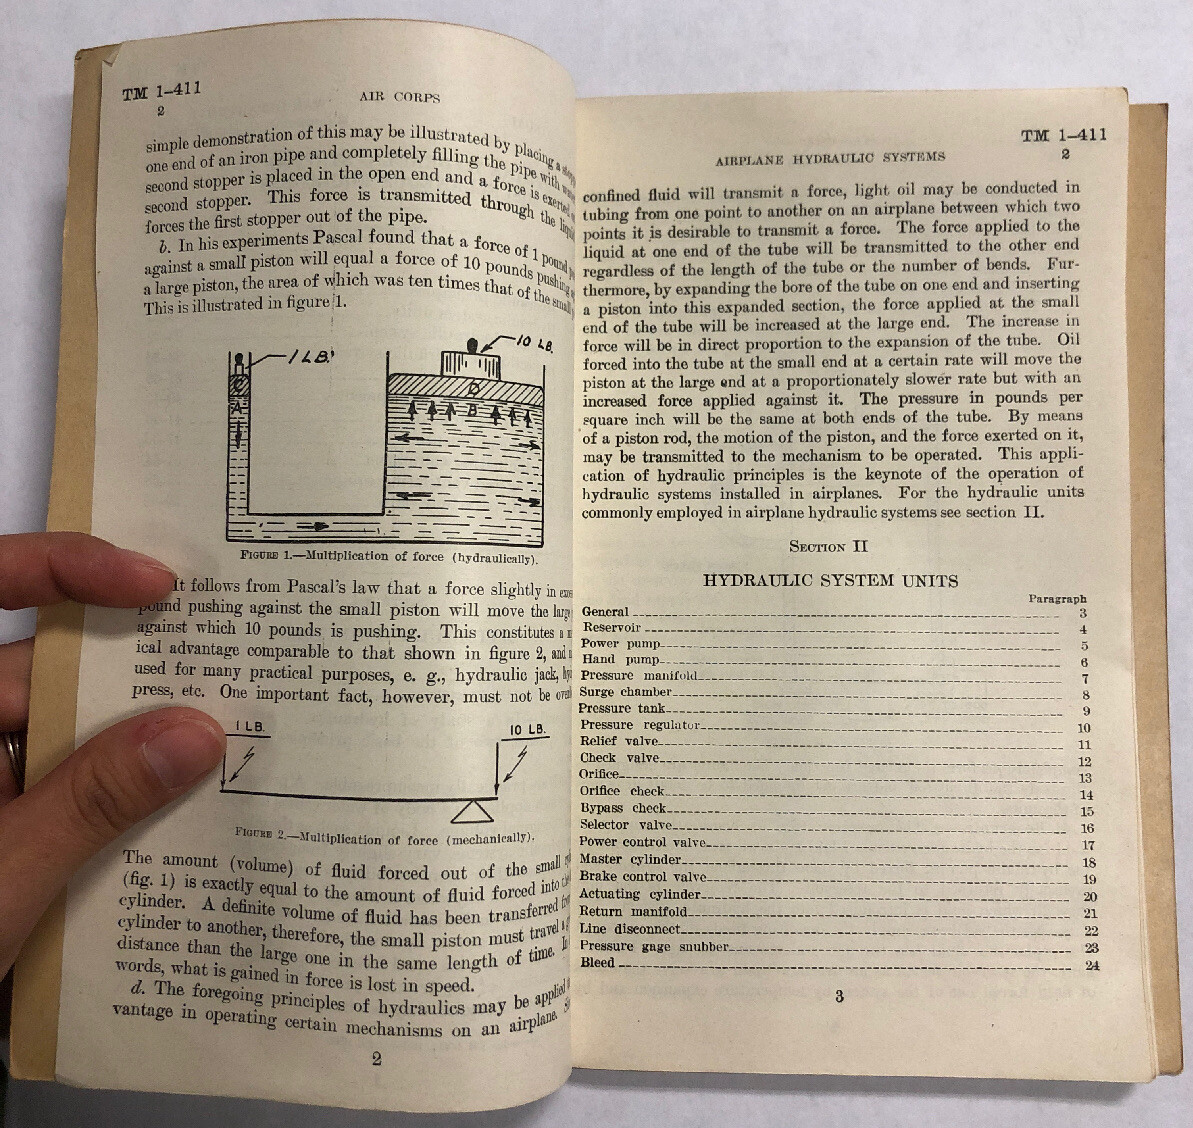 TM 1–411
2
AIR CORPS
simple demonstration of this may be illustrated by placing a
one end of an iron pipe and completely filling the pipe with
second stopper is placed in the open end and a force is exerted
second stopper. This force is transmitted through the
forces the first stopper out of the pipe.
b. In his experiments Pascal found that a force of 1 pound
against a small piston will equal a force of 10 pounds pushing
a large piston, the area of which was ten times that of the small
This is illustrated in figure 1.
1 LB.
10 LB.
C
D
A
B
FIGURE 1.—Multiplication of force (hydraulically).
It follows from Pascal's law that a force slightly in
pound pushing against the small piston will move the
against which 10 pounds is pushing. This constitutes a
ical advantage comparable to that shown in figure 2, and
used for many practical purposes, e. g., hydraulic jack,
press, etc. One important fact, however, must not be
1 LB.
10 LB.
FIGURE 2.—Multiplication of force (mechanically).
The amount (volume) of fluid forced out of the small
(fig. 1) is exactly equal to the amount of fluid forced into
cylinder. A definite volume of fluid has been transferred
cylinder to another, therefore, the small piston must travel a
distance than the large one in the same length of time.
words, what is gained in force is lost in speed.
d. The foregoing principles of hydraulics may be applied
vantage in operating certain mechanisms on an airplane.
2
TM 1–411
2
AIRPLANE HYDRAULIC SYSTEMS
confined fluid will transmit a force, light oil may be conducted in
tubing from one point to another on an airplane between which two
points it is desirable to transmit a force. The force applied to the
liquid at one end of the tube will be transmitted to the other end
regardless of the length of the tube or the number of bends. Fur-
thermore, by expanding the bore of the tube on one end and inserting
a piston into this expanded section, the force applied at the small
end of the tube will be increased at the large end. The increase in
force will be in direct proportion to the expansion of the tube. Oil
forced into the tube at the small end at a certain rate will move the
piston at the large end at a proportionately slower rate but with an
increased force applied against it. The pressure in pounds per
square inch will be the same at both ends of the tube. By means
of a piston rod, the motion of the piston, and the force exerted on it,
may be transmitted to the mechanism to be operated. This appli-
cation of hydraulic principles is the keynote of the operation of
hydraulic systems installed in airplanes. For the hydraulic units
commonly employed in airplane hydraulic systems see section II.
SECTION II
HYDRAULIC SYSTEM UNITS
Paragraph
General 3
Reservoir 4
Power pump 5
Hand pump 6
Pressure manifold 7
Surge chamber 8
Pressure tank 9
Pressure regulator 10
Relief valve 11
Check valve 12
Orifice 13
Orifice check 14
Bypass check 15
Selector valve 16
Power control valve 17
Master cylinder 18
Brake control valve 19
Actuating cylinder 20
Return manifold 21
Line disconnect 22
Pressure gage snubber 23
Bleed 24
3